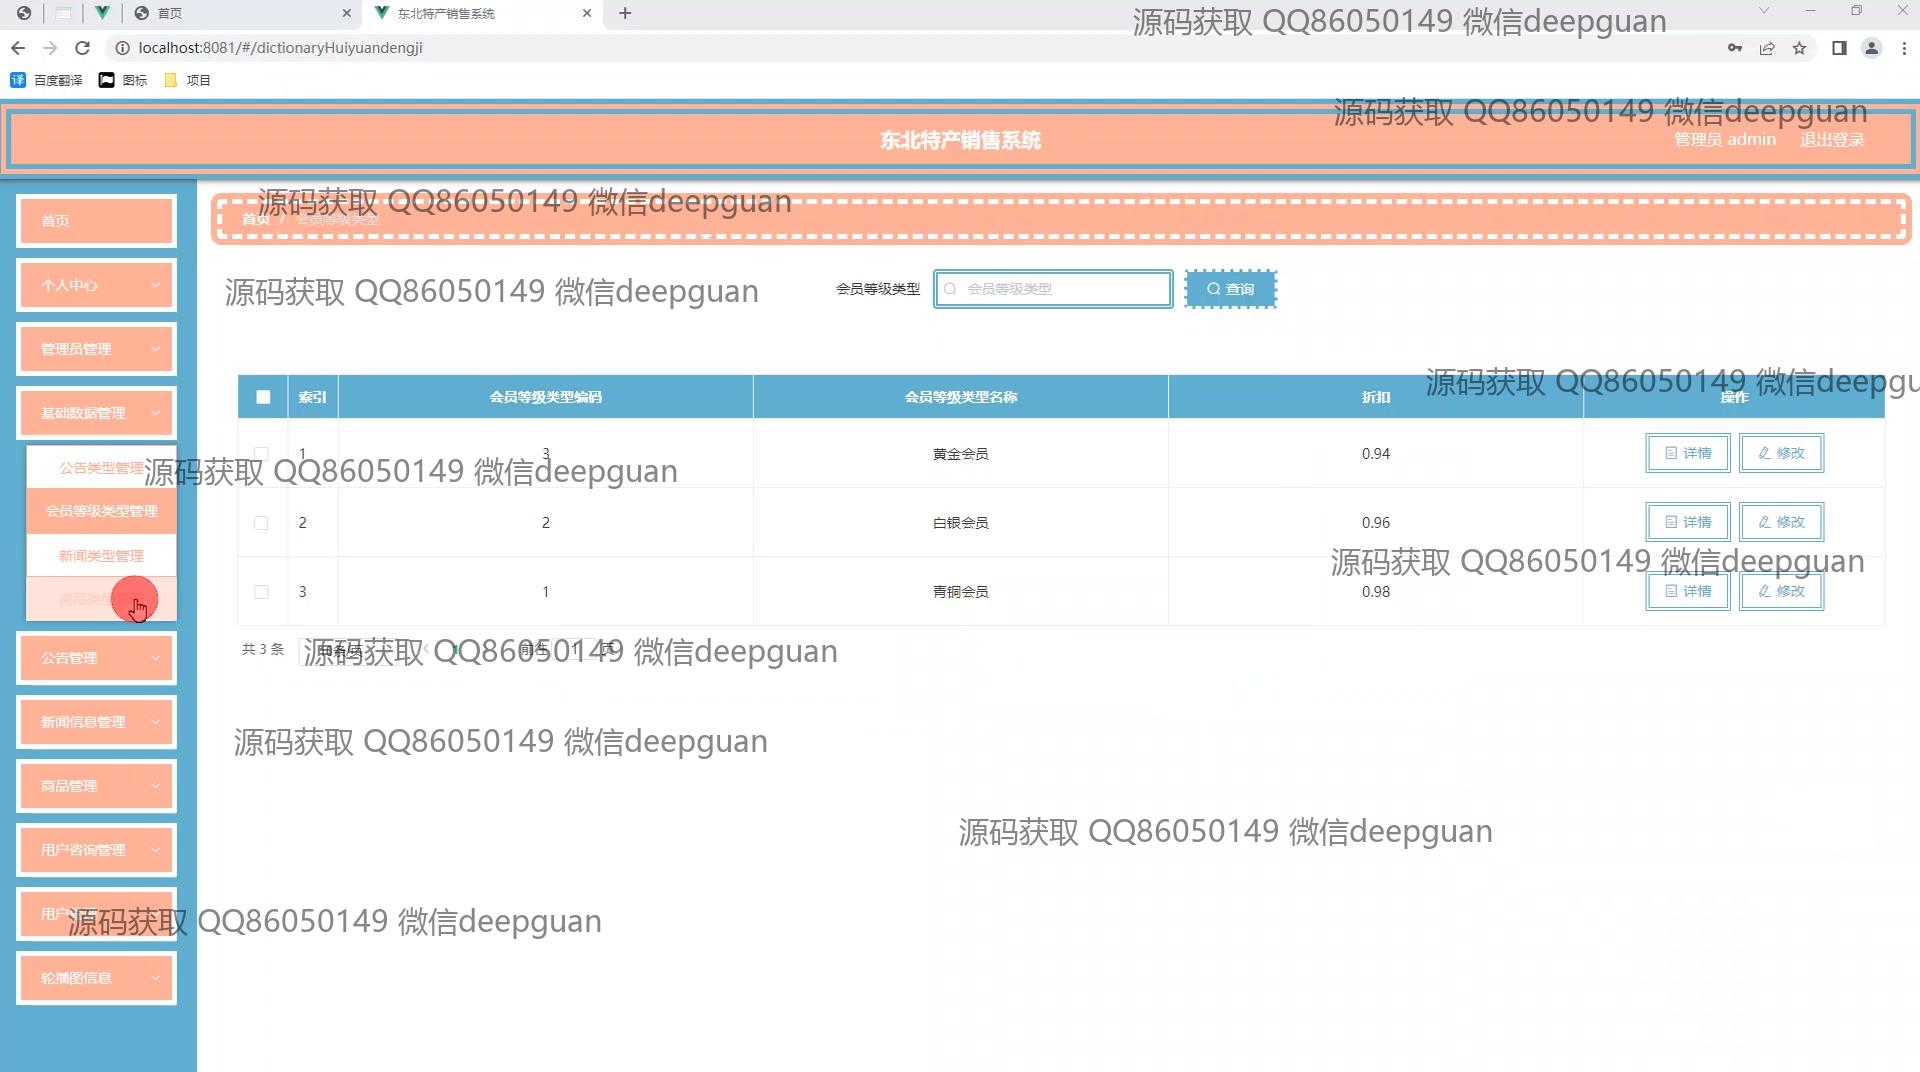 首页
东北特产销售系统
源码获取 QQ86050149 微信deepguan
localhost:8081/#/dictionaryHuiyuandengji
百度翻译 图标 项目
源码获取 QQ86050149 微信deepguan
东北特产销售系统
管理员 admin 退出登录
源码获取 QQ86050149 微信deepguan
首页 / 会员等级类型
首页
个人中心
管理员管理
基础数据管理
公告类型管理
会员等级类型管理
新闻类型管理
公告管理
新闻信息管理
商品管理
用户咨询管理
轮播图信息
源码获取 QQ86050149 微信deepguan
会员等级类型 会员等级类型 查询
源码获取 QQ86050149 微信deepgu
索引 会员等级类型编码 会员等级类型名称 折扣 操作
1 3 黄金会员 0.94 详情 修改
源码获取 QQ86050149 微信deepguan
2 2 白银会员 0.96 详情 修改
源码获取 QQ86050149 微信deepguan
3 1 青铜会员 0.98 详情 修改
共 3 条 前往 1 页
源码获取 QQ86050149 微信deepguan
源码获取 QQ86050149 微信deepguan
源码获取 QQ86050149 微信deepguan
源码获取 QQ86050149 微信deepguan